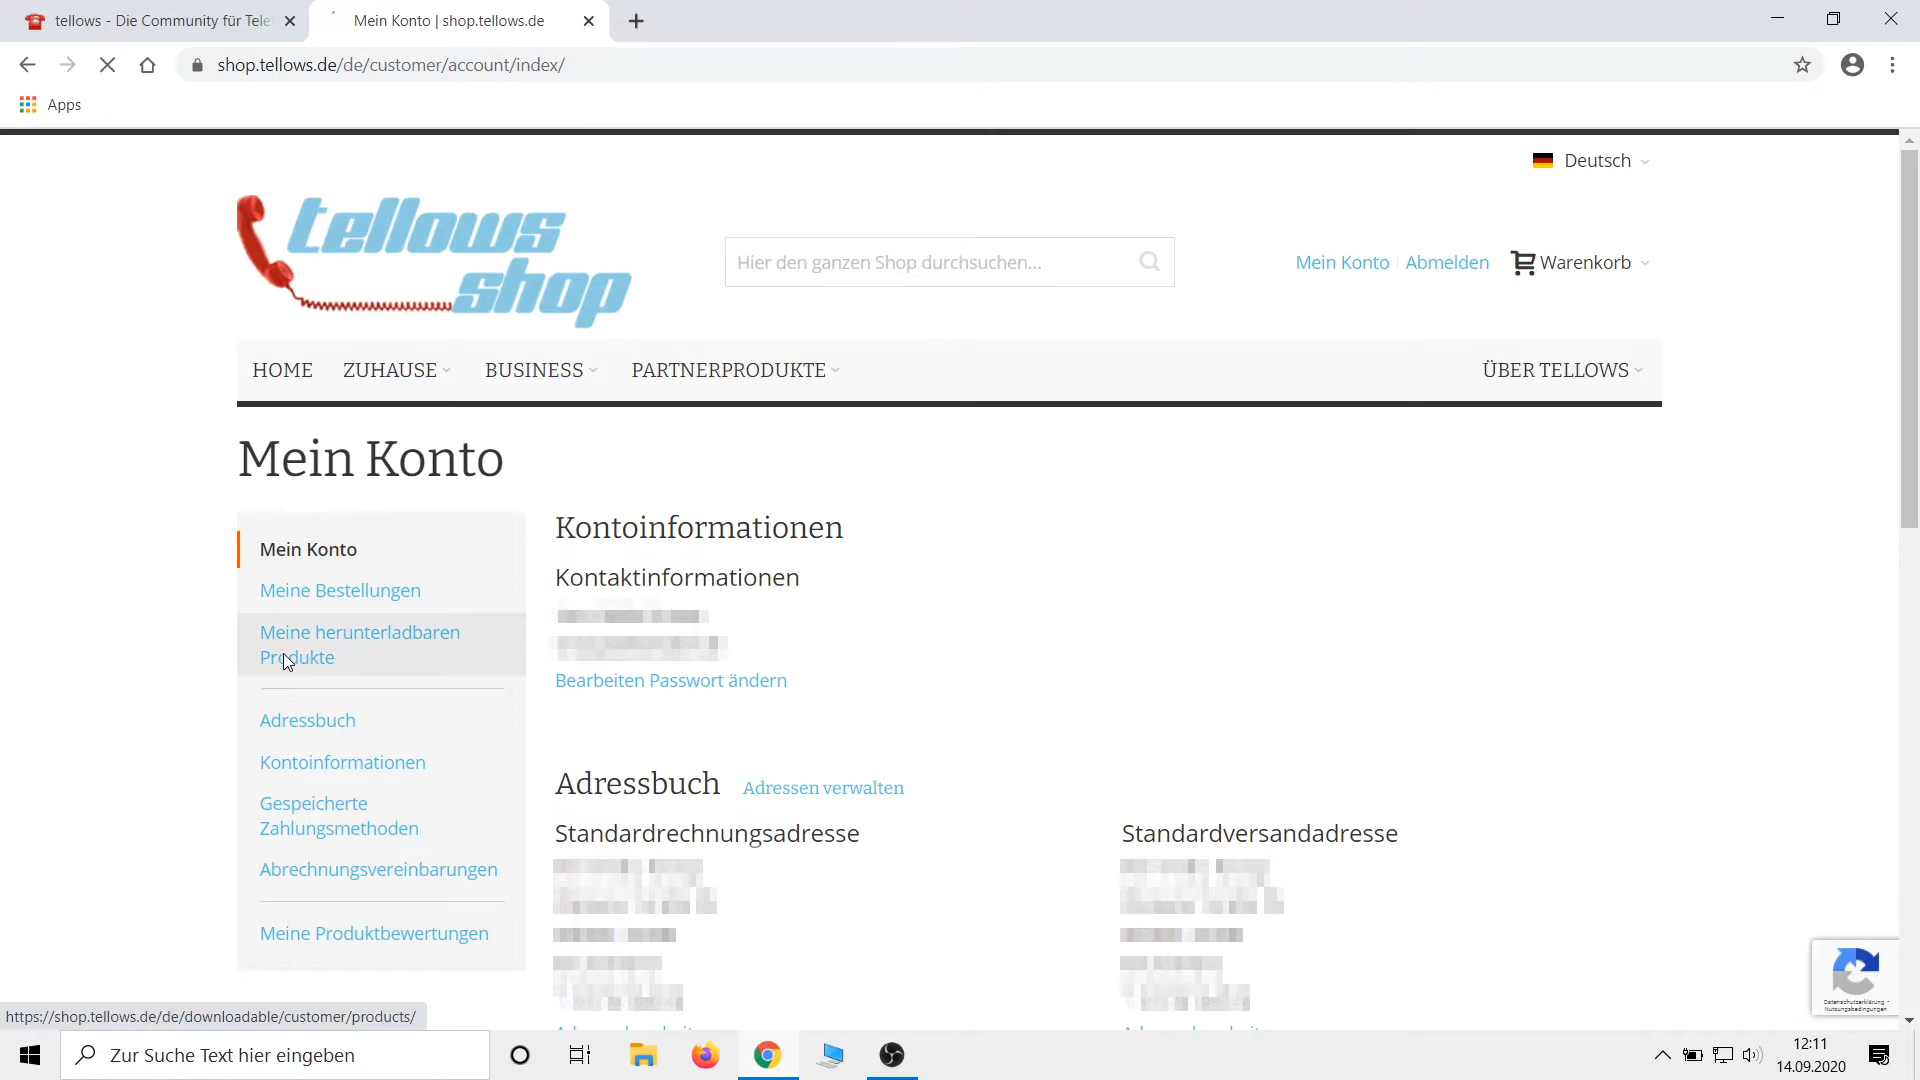 tellows - Die Community für Tele
Mein Konto | shop.tellows.de
shop.tellows.de/de/customer/account/index/
Apps
Deutsch
tellows
shop
Hier den ganzen Shop durchsuchen...
Mein Konto
Abmelden
Warenkorb
HOME ZUHAUSE BUSINESS PARTNERPRODUKTE ÜBER TELLOWS
Mein Konto
Mein Konto
Meine Bestellungen
Meine herunterladbaren
Produkte
Adressbuch
Kontoinformationen
Gespeicherte
Zahlungsmethoden
Abrechnungsvereinbarungen
Meine Produktbewertungen
Kontoinformationen
Kontaktinformationen
Bearbeiten Passwort ändern
Adressbuch Adressen verwalten
Standardrechnungsadresse
Standardversandadresse
Datenschutzerklärung -
Nutzungsbedingungen
https://shop.tellows.de/de/downloadable/customer/products/
Zur Suche Text hier eingeben
12:11
14.09.2020